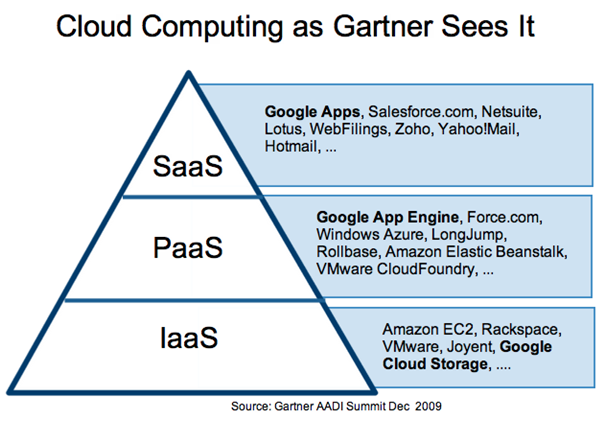 Cloud Computing as Gartner Sees It
SaaS
Google Apps, Salesforce.com, Netsuite,
Lotus, WebFilings, Zoho, Yahoo!Mail,
Hotmail, ...
PaaS
Google App Engine, Force.com,
Windows Azure, LongJump,
Rollbase, Amazon Elastic Beanstalk,
VMware CloudFoundry, ...
IaaS
Amazon EC2, Rackspace,
VMware, Joyent, Google
Cloud Storage, ....
Source: Gartner AADI Summit Dec 2009